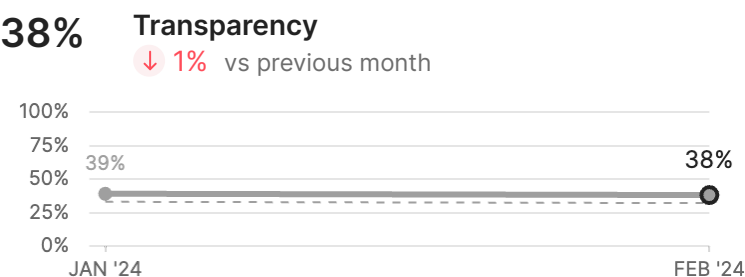 38%
Transparency
↓ 1% vs previous month
100%
75%
39%
38%
50%
25%
0%
JAN '24
FEB '24